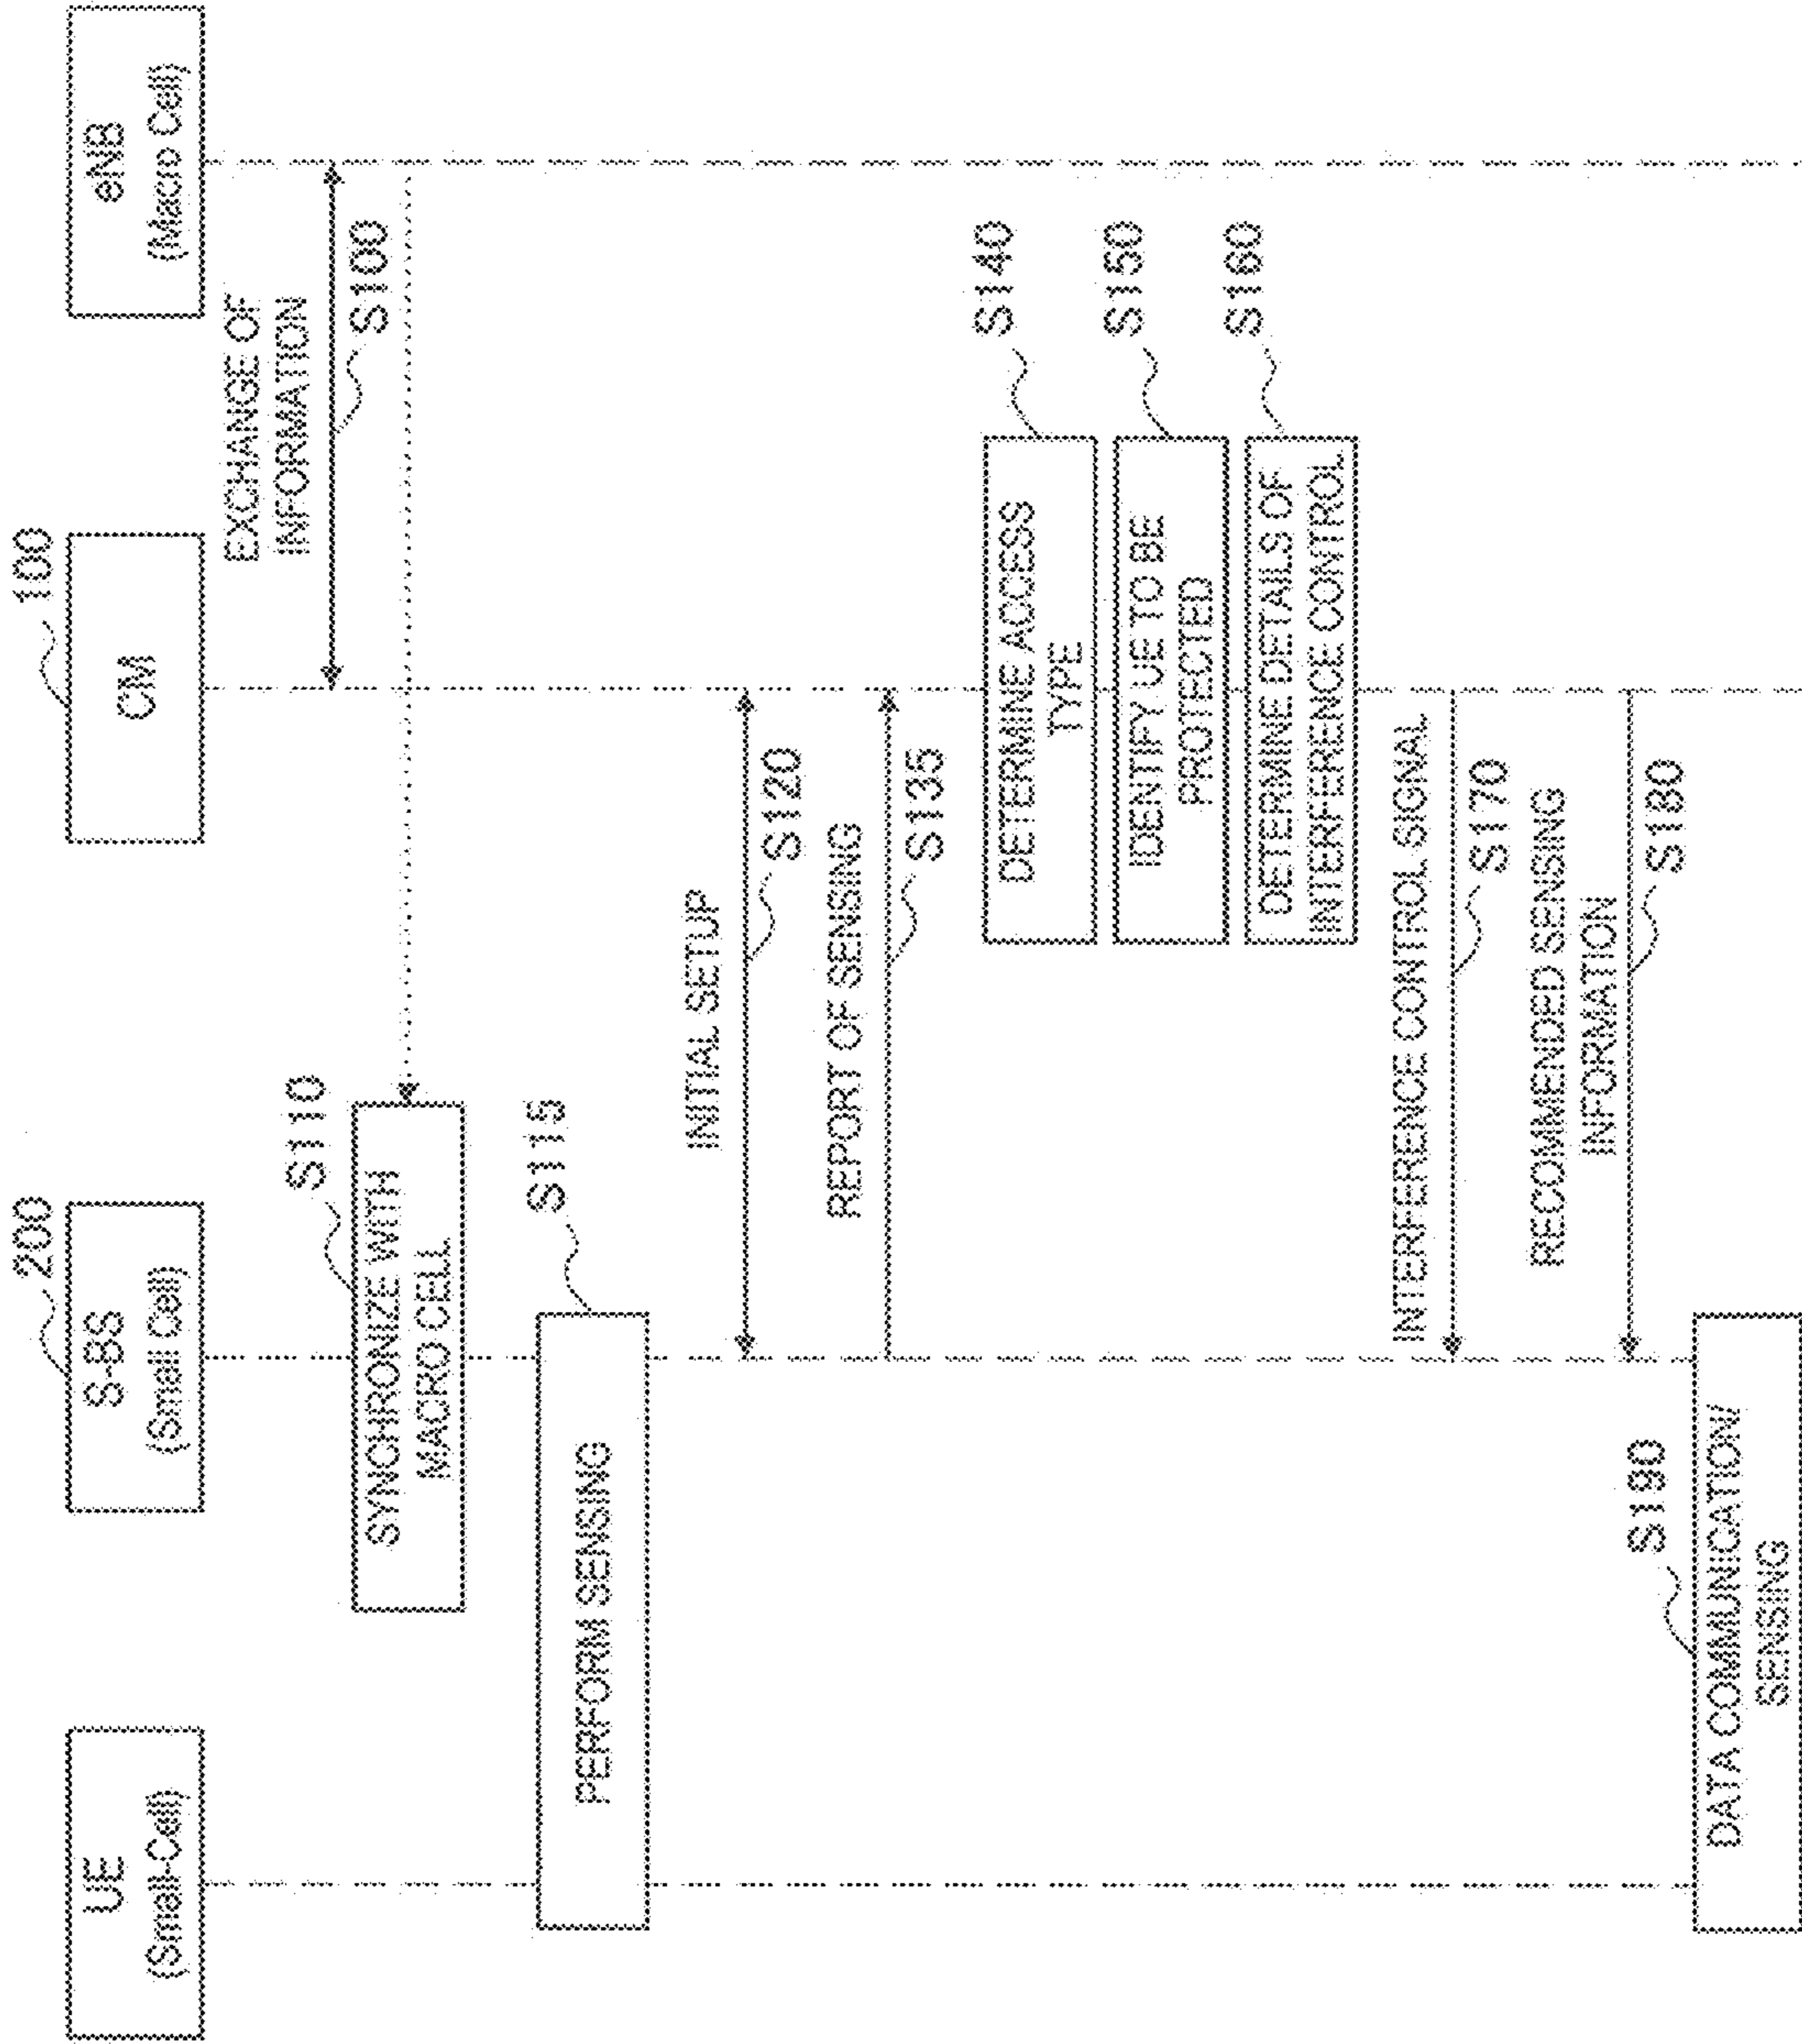 UE
(Small-Cell)
200
S-BS
(Small Cell)
100
CM
eNB
(Macro Cell)
EXCHANGE OF
INFORMATION
S100
S110
SYNCHRONIZE WITH
MACRO CELL
S115
PERFORM SENSING
INITIAL SETUP
S120
REPORT OF SENSING
S135
DETERMINE ACCESS
TYPE
S140
IDENTIFY UE TO BE
PROTECTED
S150
DETERMINE DETAILS OF
INTERFERENCE CONTROL
S160
INTERFERENCE CONTROL SIGNAL
S170
RECOMMENDED SENSING
INFORMATION
S180
S190
DATA COMMUNICATION/
SENSING